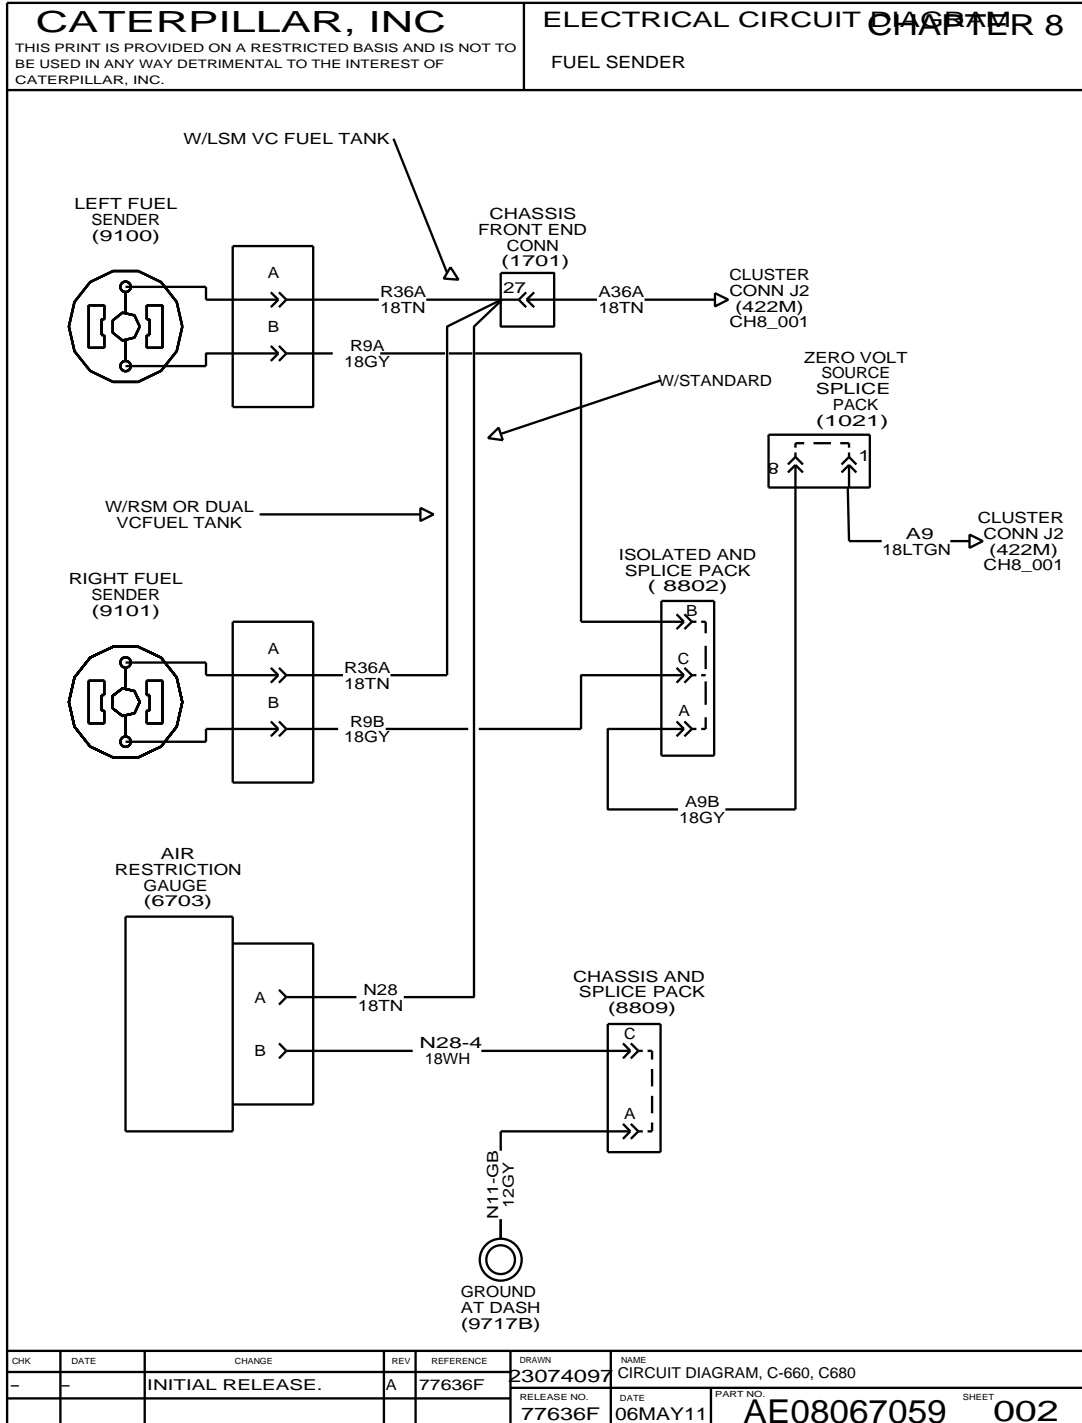 CATERPILLAR, INC
THIS PRINT IS PROVIDED ON A RESTRICTED BASIS AND IS NOT TO
BE USED IN ANY WAY DETRIMENTAL TO THE INTEREST OF
CATERPILLAR, INC.
ELECTRICAL CIRCUIT DIAGRAM
CHAPTER 8
FUEL SENDER
W/LSM VC FUEL TANK
LEFT FUEL
SENDER
(9100)
A
B
R36A
18TN
R9A
18GY
CHASSIS
FRONT END
CONN
(1701)
27
A36A
18TN
CLUSTER
CONN J2
(422M)
CH8_001
W/STANDARD
ZERO VOLT
SOURCE
SPLICE
PACK
(1021)
8
1
A9
18LTGN
CLUSTER
CONN J2
(422M)
CH8_001
W/RSM OR DUAL
VCFUEL TANK
ISOLATED AND
SPLICE PACK
( 8802)
B
C
A
A9B
18GY
RIGHT FUEL
SENDER
(9101)
A
B
R36A
18TN
R9B
18GY
AIR
RESTRICTION
GAUGE
(6703)
A
B
N28
18TN
N28-4
18WH
CHASSIS AND
SPLICE PACK
(8809)
C
A
N11-GB
12GY
GROUND
AT DASH
(9717B)
CHK DATE CHANGE REV REFERENCE
– – INITIAL RELEASE. A 77636F
DRAWN
23074097
NAME
CIRCUIT DIAGRAM, C-660, C680
RELEASE NO.
77636F
DATE
06MAY11
PART NO.
AE08067059
SHEET
002